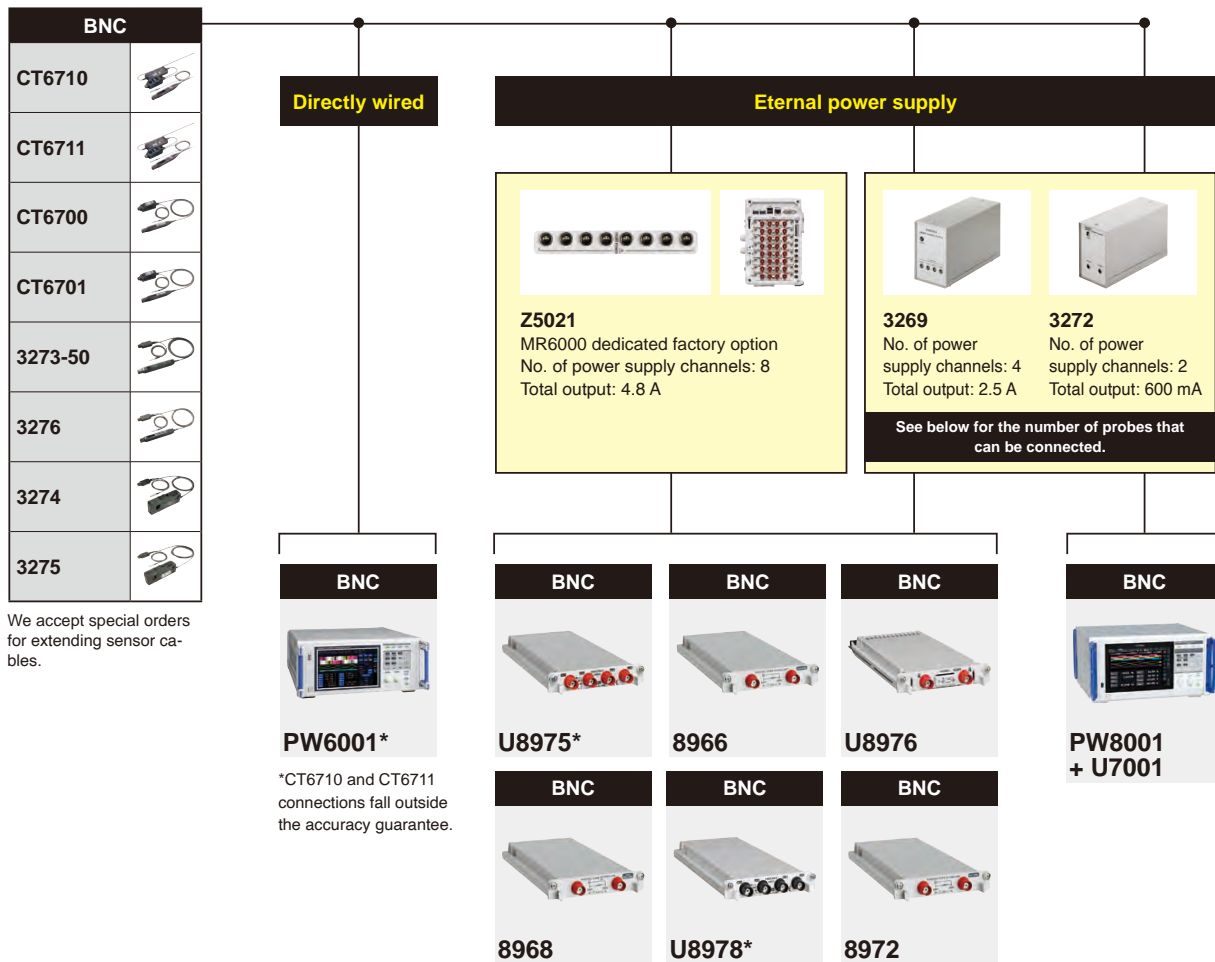 BNC
CT6710
CT6711
CT6700
CT6701
3273-50
3276
3274
3275
We accept special orders
for extending sensor ca-
bles.
Directly wired
Eternal power supply
Z5021
MR6000 dedicated factory option
No. of power supply channels: 8
Total output: 4.8 A
3269
No. of power
supply channels: 4
Total output: 2.5 A
3272
No. of power
supply channels: 2
Total output: 600 mA
See below for the number of probes that
can be connected.
BNC
PW6001*
*CT6710 and CT6711
connections fall outside
the accuracy guarantee.
BNC
U8975*
BNC
8966
BNC
U8976
BNC
PW8001
+ U7001
BNC
8968
BNC
U8978*
BNC
8972